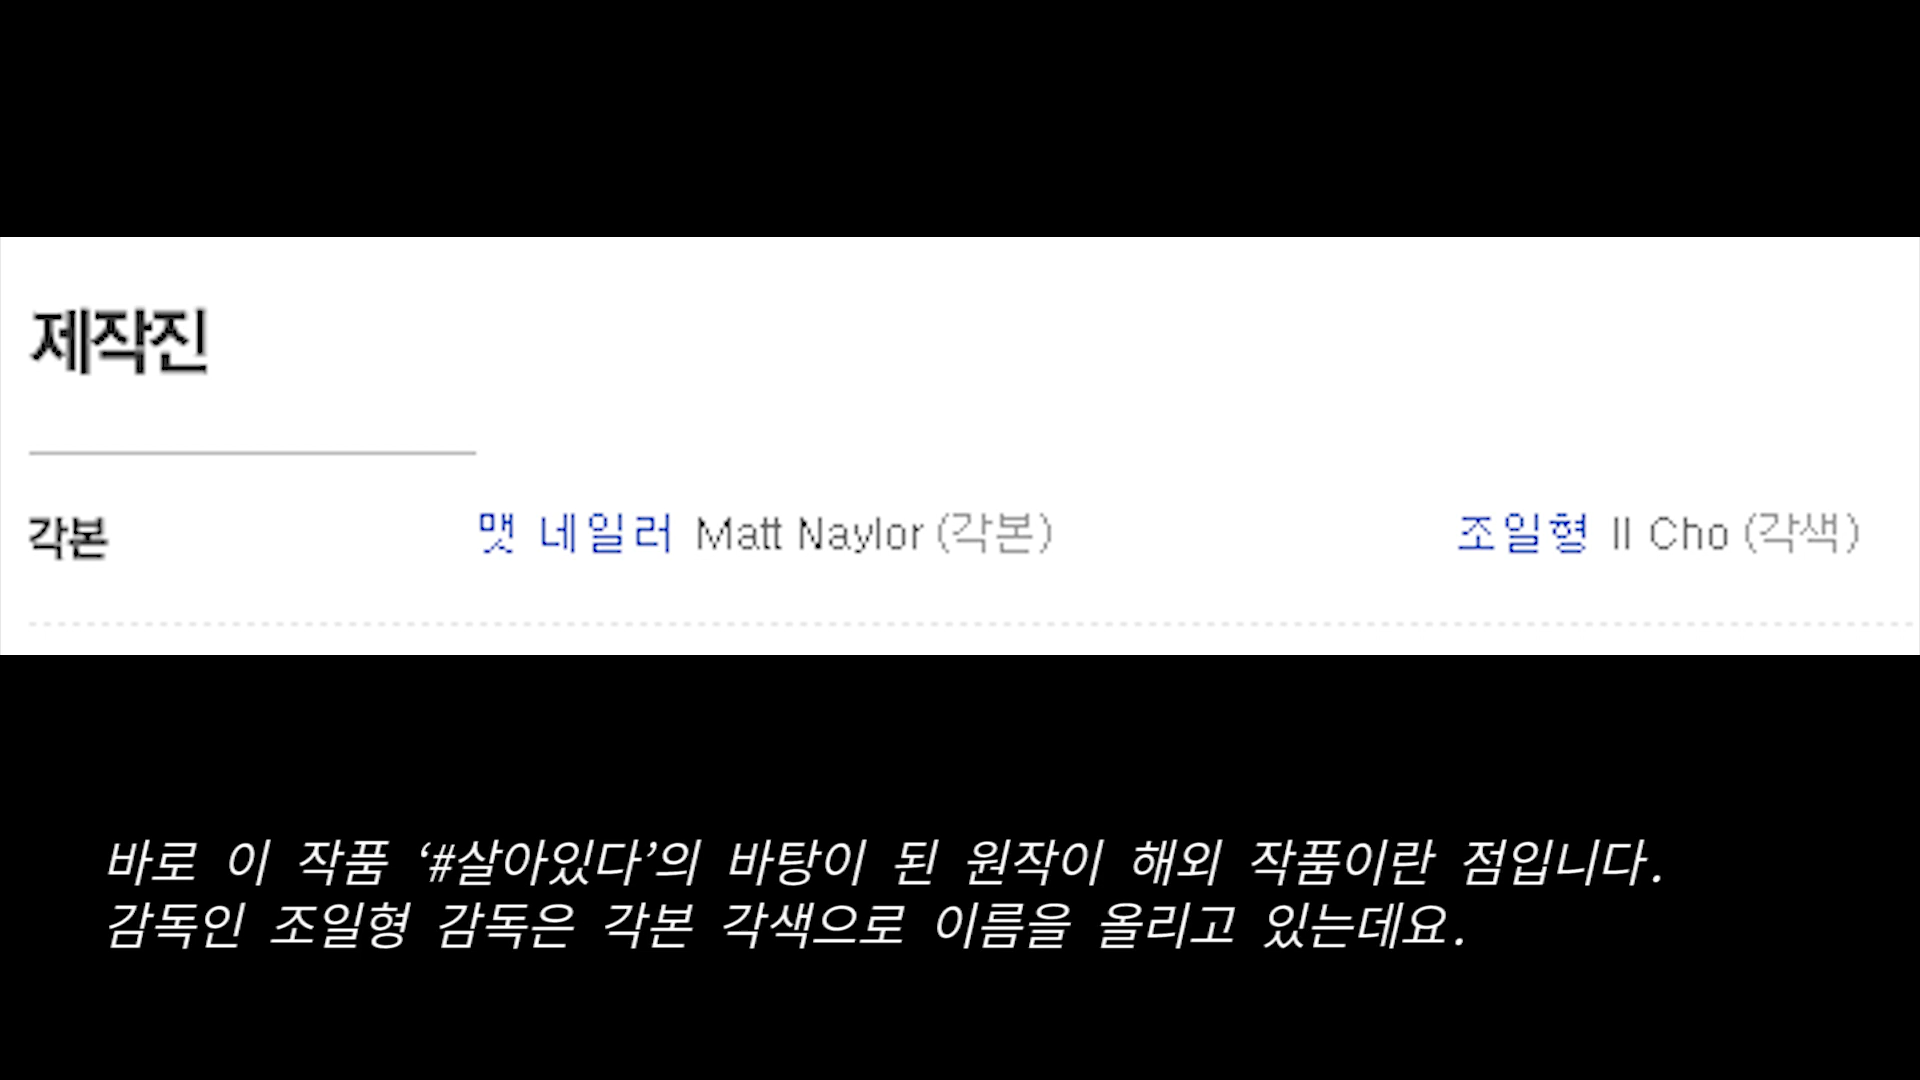 제작진
각본 맷 네일러 Matt Naylor (각본) 조일형 Il Cho (각색)
바로 이 작품 ‘#살아있다’의 바탕이 된 원작이 해외 작품이란 점입니다.
감독인 조일형 감독은 각본 각색으로 이름을 올리고 있는데요.